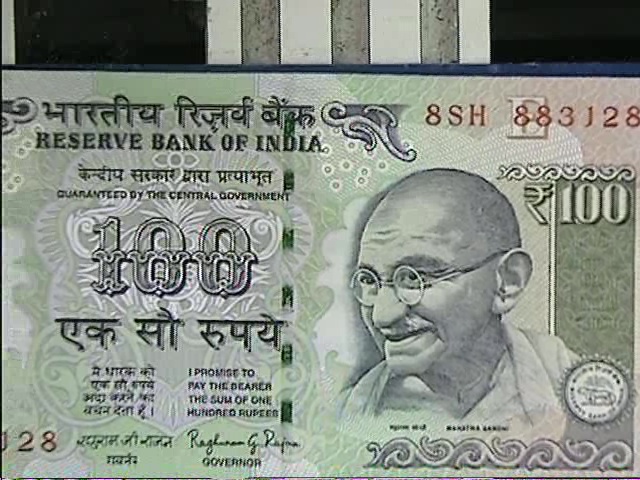 भारतीय रिज़र्व बैंक
RESERVE BANK OF INDIA
8SH 883128
केन्द्रीय सरकार द्वारा प्रत्याभूत
GUARANTEED BY THE CENTRAL GOVERNMENT
₹100
100
एक सौ रुपये
मैं धारक को
एक सौ रुपये
अदा करने का
वचन देता हूँ ।
I PROMISE TO
PAY THE BEARER
THE SUM OF ONE
HUNDRED RUPEES
महात्मा गांधी MAHATMA GANDHI
128
रघुराम जी राजन
गवर्नर
Raghuram G. Rajan
GOVERNOR